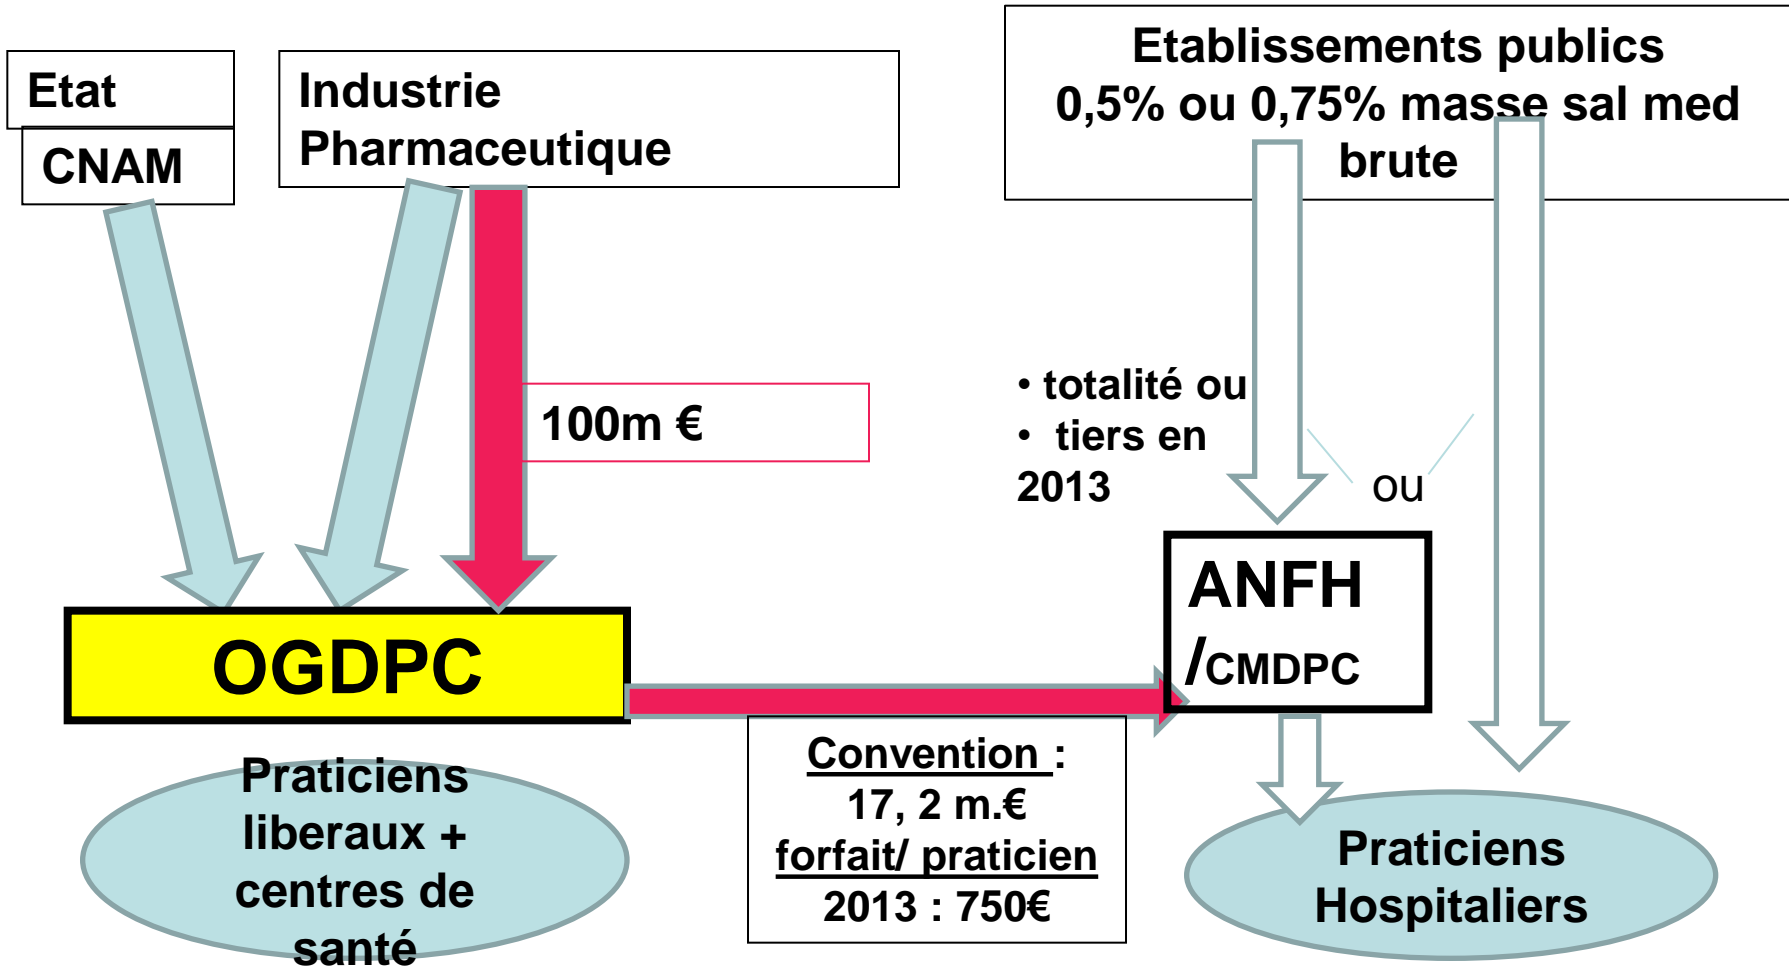 Etat
CNAM
Industrie
Pharmaceutique
Etablissements publics
0,5% ou 0,75% masse sal med
brute
100m €
• totalité ou
• tiers en
2013
ou
OGDPC
ANFH
/CMDPC
Convention :
17, 2 m.€
forfait/ praticien
2013 : 750€
Praticiens
liberaux +
centres de
santé
Praticiens
Hospitaliers